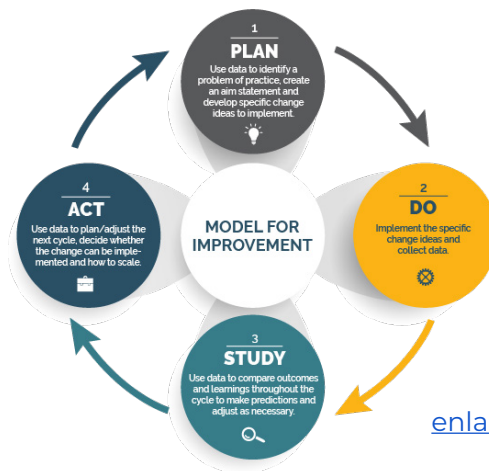 1
PLAN
Use data to identify a
problem of practice, create
an aim statement and
develop specific change
ideas to implement.
2
DO
Implement the specific
change ideas and
collect data.
MODEL FOR
IMPROVEMENT
4
ACT
Use data to plan/adjust the
next cycle, decide whether
the change can be imple-
mented and how to scale.
3
STUDY
Use data to compare outcomes
and learnings throughout the
cycle to make predictions and
adjust as necessary.
enla